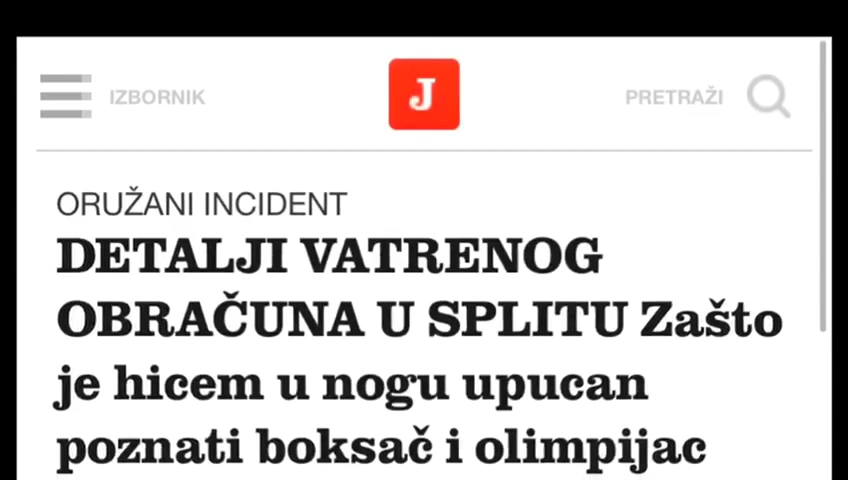 IZBORNIK J PRETRAŽI
ORUŽANI INCIDENT
DETALJI VATRENOG
OBRAČUNA U SPLITU Zašto
je hicem u nogu upucan
poznati boksač i olimpijac